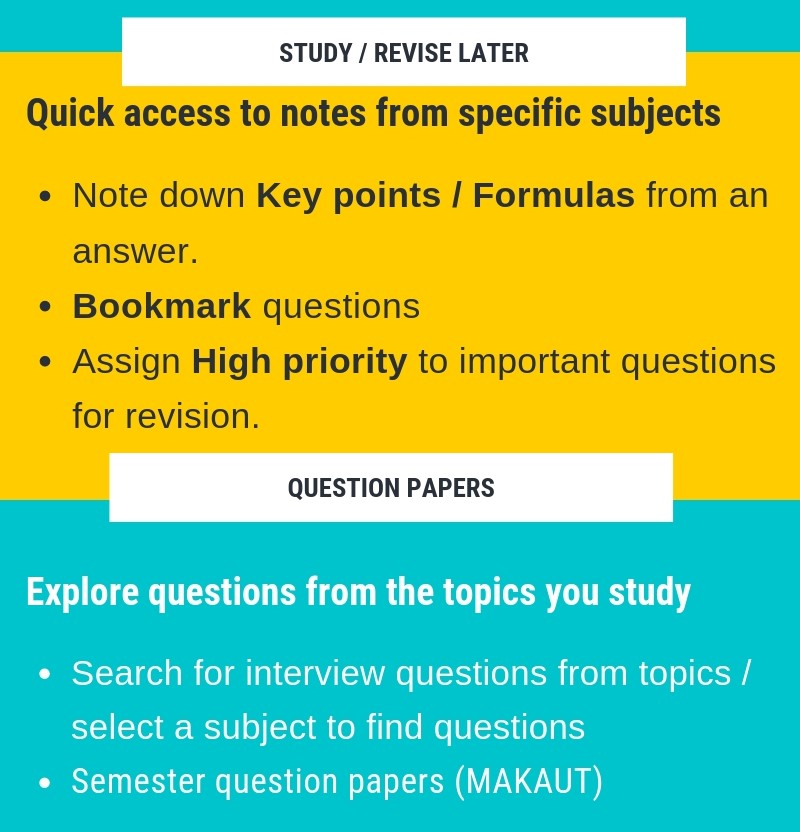 STUDY / REVISE LATER
Quick access to notes from specific subjects
• Note down Key points / Formulas from an
answer.
• Bookmark questions
• Assign High priority to important questions
for revision.
QUESTION PAPERS
Explore questions from the topics you study
• Search for interview questions from topics /
select a subject to find questions
• Semester question papers (MAKAUT)